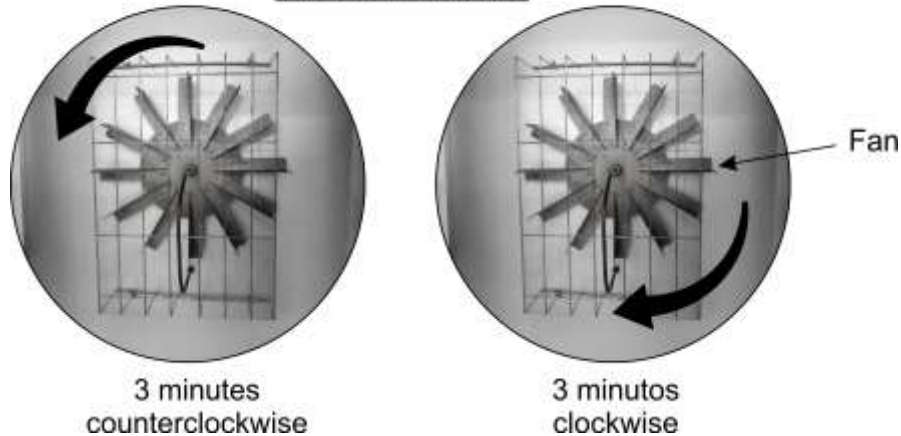 Fan
3 minutes
counterclockwise
3 minutos
clockwise